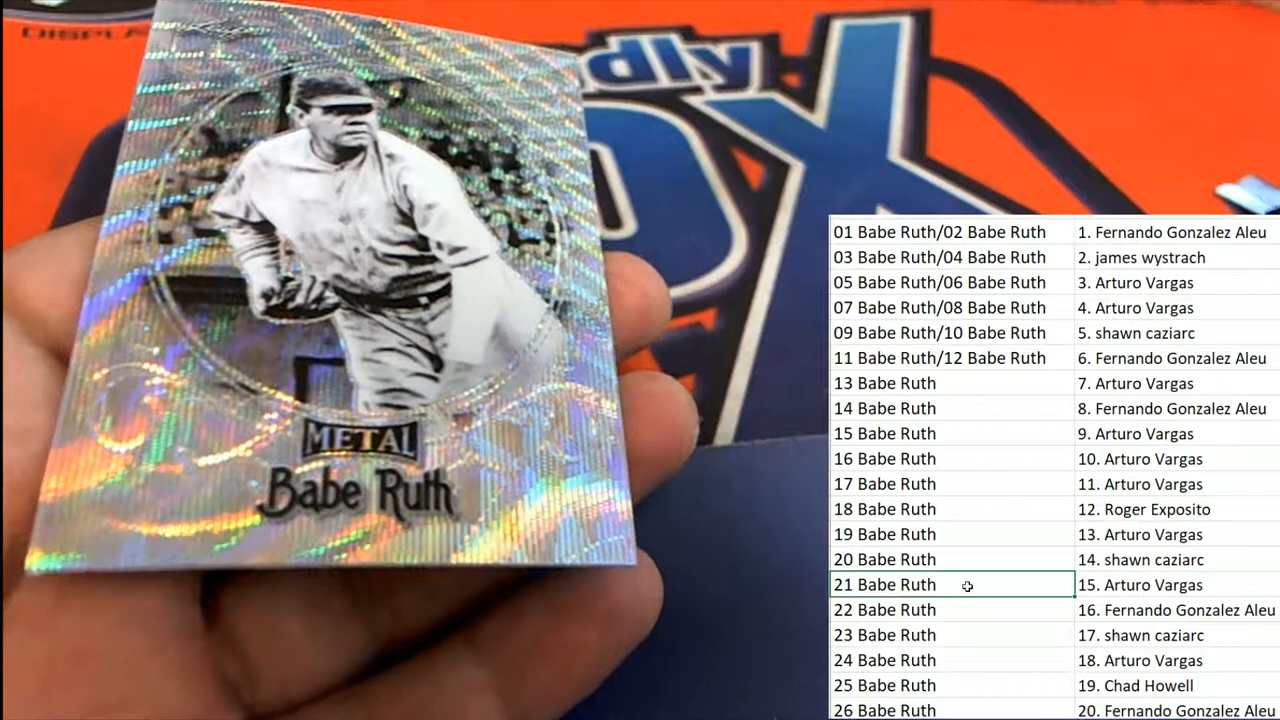 DISPLA
dly
OX
METAL
Babe Ruth
01 Babe Ruth/02 Babe Ruth 1. Fernando Gonzalez Aleu
03 Babe Ruth/04 Babe Ruth 2. james wystrach
05 Babe Ruth/06 Babe Ruth 3. Arturo Vargas
07 Babe Ruth/08 Babe Ruth 4. Arturo Vargas
09 Babe Ruth/10 Babe Ruth 5. shawn caziarc
11 Babe Ruth/12 Babe Ruth 6. Fernando Gonzalez Aleu
13 Babe Ruth 7. Arturo Vargas
14 Babe Ruth 8. Fernando Gonzalez Aleu
15 Babe Ruth 9. Arturo Vargas
16 Babe Ruth 10. Arturo Vargas
17 Babe Ruth 11. Arturo Vargas
18 Babe Ruth 12. Roger Exposito
19 Babe Ruth 13. Arturo Vargas
20 Babe Ruth 14. shawn caziarc
21 Babe Ruth 15. Arturo Vargas
22 Babe Ruth 16. Fernando Gonzalez Aleu
23 Babe Ruth 17. shawn caziarc
24 Babe Ruth 18. Arturo Vargas
25 Babe Ruth 19. Chad Howell
26 Babe Ruth 20. Fernando Gonzalez Aleu